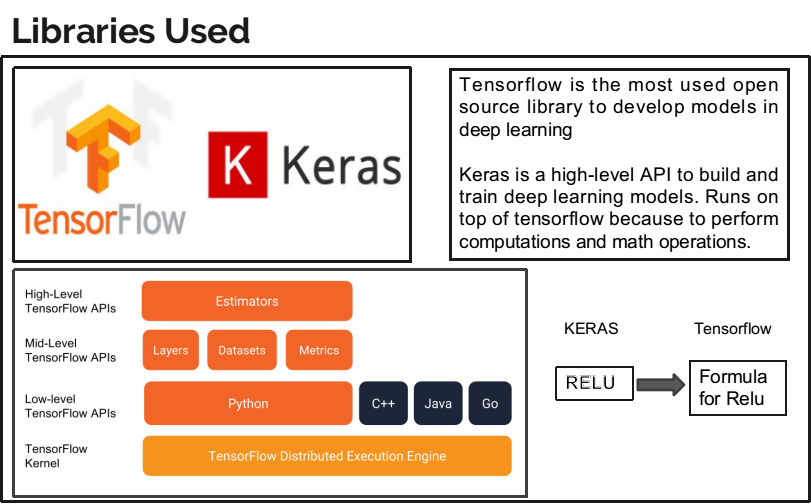 Libraries Used
TensorFlow
K Keras
Tensorflow is the most used open
source library to develop models in
deep learning
Keras is a high-level API to build and
train deep learning models. Runs on
top of tensorflow because to perform
computations and math operations.
High-Level
TensorFlow APIs
Estimators
Mid-Level
TensorFlow APIs
Layers
Datasets
Metrics
Low-level
TensorFlow APIs
Python
C++
Java
Go
TensorFlow
Kernel
TensorFlow Distributed Execution Engine
KERAS
Tensorflow
RELU
Formula
for Relu